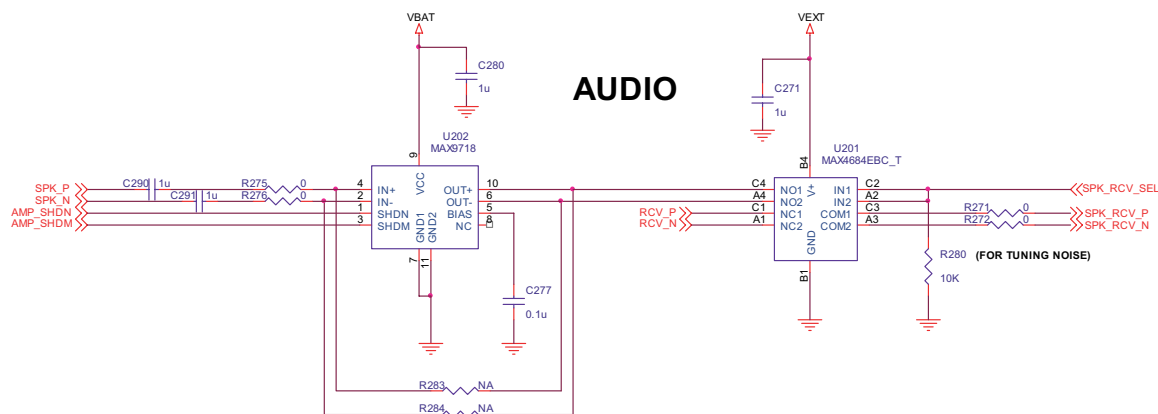 VBAT
VEXT
C280
1u
AUDIO
C271
1u
U202
MAX9718
U201
MAX4684EBC_T
9
VCC
B4
V+
SPK_P
C290
1u
R275
0
4
IN+
OUT+
10
C4
NO1
IN1
C2
SPK_RCV_SEL
SPK_N
C291
1u
R276
0
2
IN-
OUT-
6
A4
NO2
IN2
A2
AMP_SHDN
1
SHDN
BIAS
5
RCV_P
C1
NC1
COM1
C3
R271
0
SPK_RCV_P
AMP_SHDM
3
SHDM
NC
8
RCV_N
A1
NC2
COM2
A3
R272
0
SPK_RCV_N
GND1
GND2
GND
7
11
B1
R280
(FOR TUNING NOISE)
10K
C277
0.1u
R283
NA
R284
NA